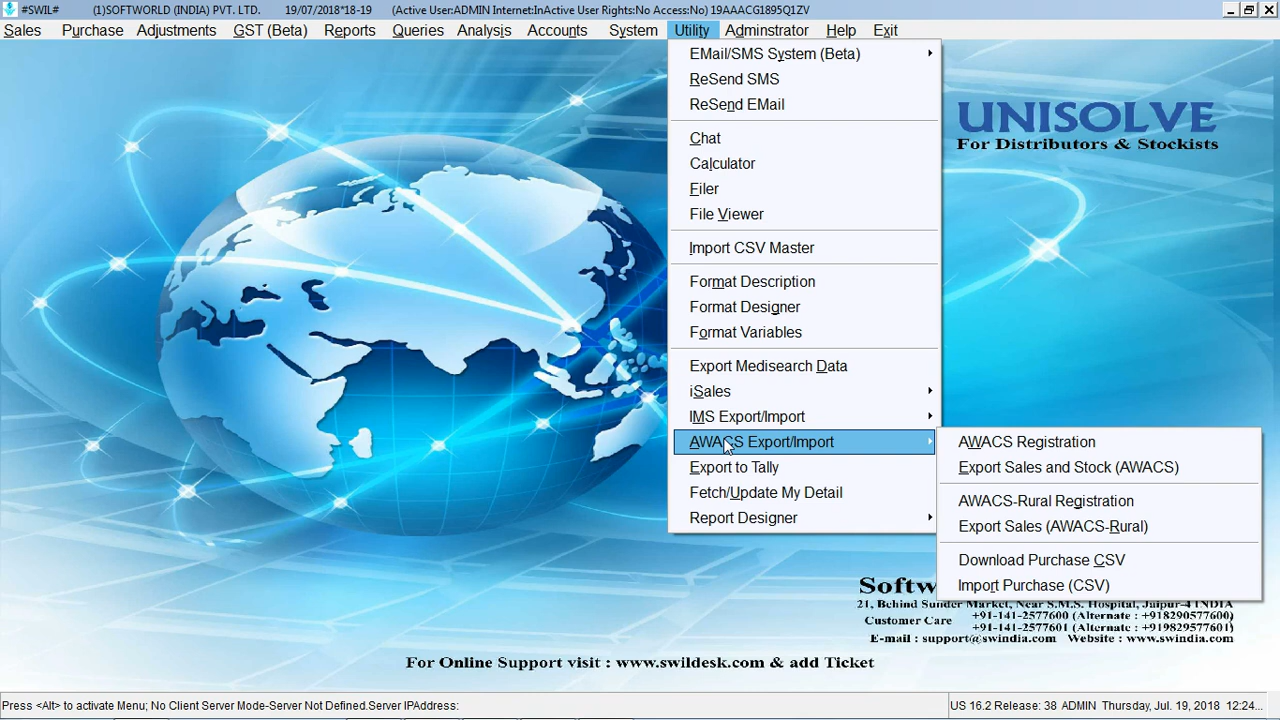 #SWIL# (1)SOFTWORLD (INDIA) PVT. LTD. 19/07/2018*18-19 (Active User:ADMIN Internet:InActive User Rights:No Access:No) 19AAACG1895Q1ZV
Sales Purchase Adjustments GST (Beta) Reports Queries Analysis Accounts System Utility Adminstrator Help Exit
EMail/SMS System (Beta)
ReSend SMS
ReSend EMail
Chat
Calculator
Filer
File Viewer
Import CSV Master
Format Description
Format Designer
Format Variables
Export Medisearch Data
iSales
IMS Export/Import
AWACS Export/Import
Export to Tally
Fetch/Update My Detail
Report Designer
AWACS Registration
Export Sales and Stock (AWACS)
AWACS-Rural Registration
Export Sales (AWACS-Rural)
Download Purchase CSV
Import Purchase (CSV)
UNISOLVE
For Distributors & Stockists
Softw
21, Behind Sunder Market, Near S.M.S. Hospital, Jaipur-4 INDIA
Customer Care +91-141-2577600 (Alternate : +918290577600)
+91-141-2577601 (Alternate : +919829577601)
E-mail : support@swindia.com Website : www.swindia.com
For Online Support visit : www.swildesk.com & add Ticket
Press <Alt> to activate Menu; No Client Server Mode-Server Not Defined.Server IPAddress:
US 16.2 Release: 38 ADMIN Thursday, Jul. 19, 2018 12:24...